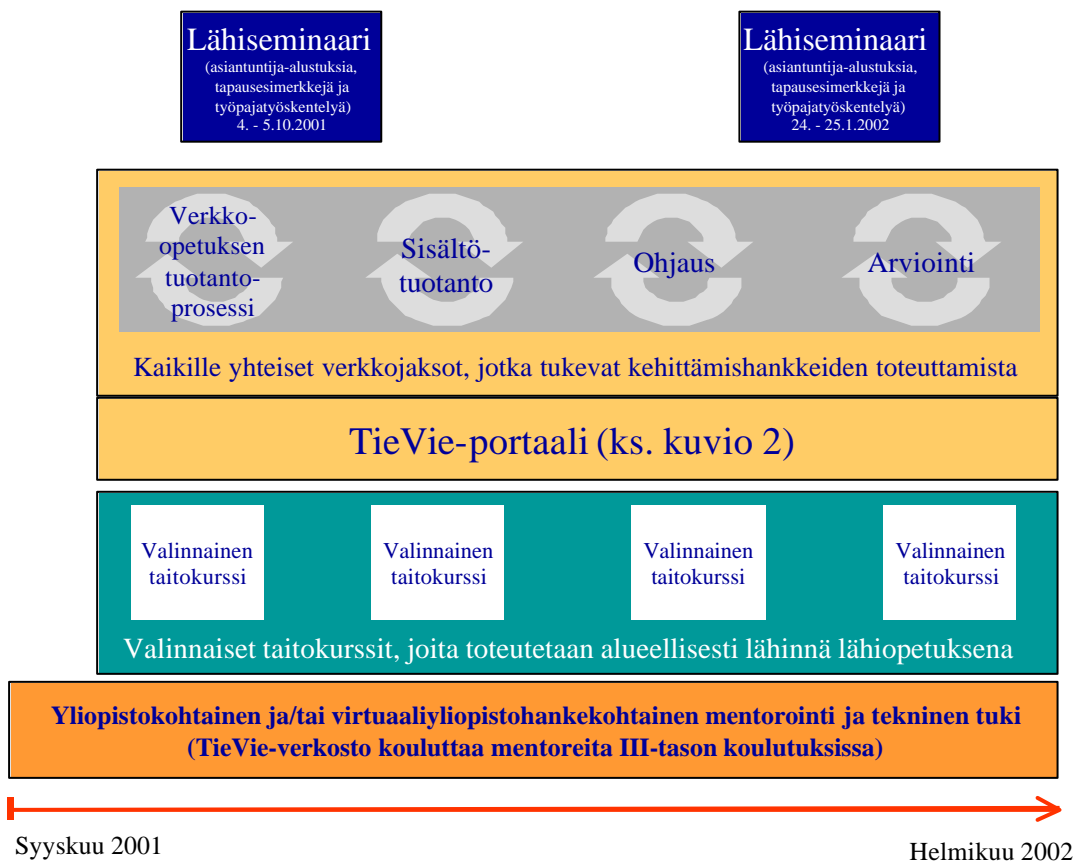 Lähiseminaari
(asiantuntija-alustuksia,
tapausesimerkkejä ja
työpajatyöskentelyä)
4. - 5.10.2001
Lähiseminaari
(asiantuntija-alustuksia,
tapausesimerkkejä ja
työpajatyöskentelyä)
24. - 25.1.2002
Verkko-
opetuksen
tuotanto-
prosessi
Sisältö-
tuotanto
Ohjaus
Arviointi
Kaikille yhteiset verkkojaksot, jotka tukevat kehittämishankkeiden toteuttamista
TieVie-portaali (ks. kuvio 2)
Valinnainen
taitokurssi
Valinnainen
taitokurssi
Valinnainen
taitokurssi
Valinnainen
taitokurssi
Valinnaiset taitokurssit, joita toteutetaan alueellisesti lähinnä lähiopetuksena
Yliopistokohtainen ja/tai virtuaaliyliopistohankekohtainen mentorointi ja tekninen tuki
(TieVie-verkosto kouluttaa mentoreita III-tason koulutuksissa)
Syyskuu 2001
Helmikuu 2002